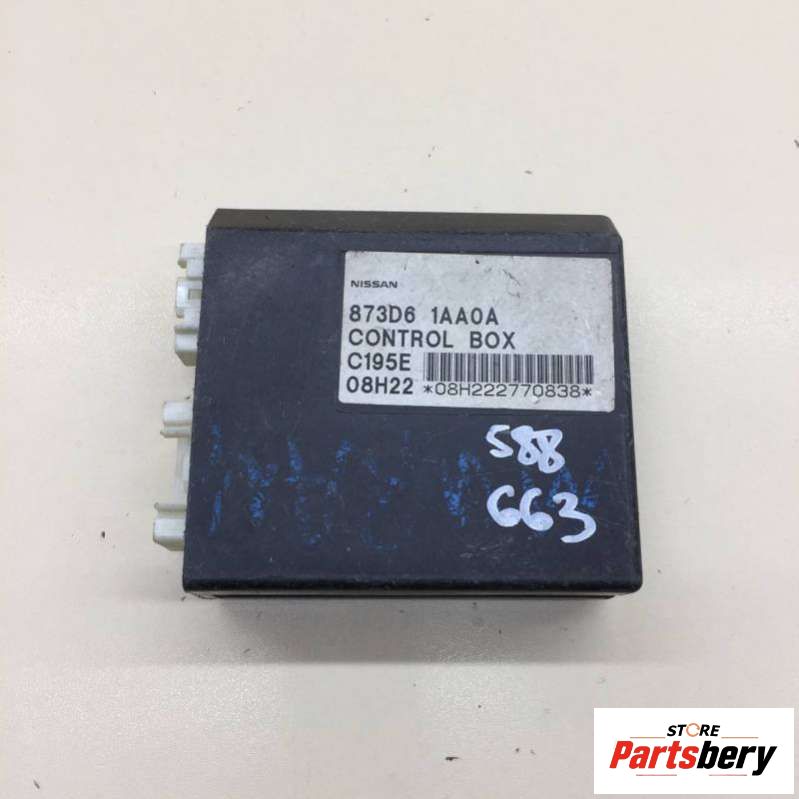 NISSAN
873D6 1AA0A
CONTROL BOX
C195E
08H22 *08H222770838*
588
663
STORE
Partsbery